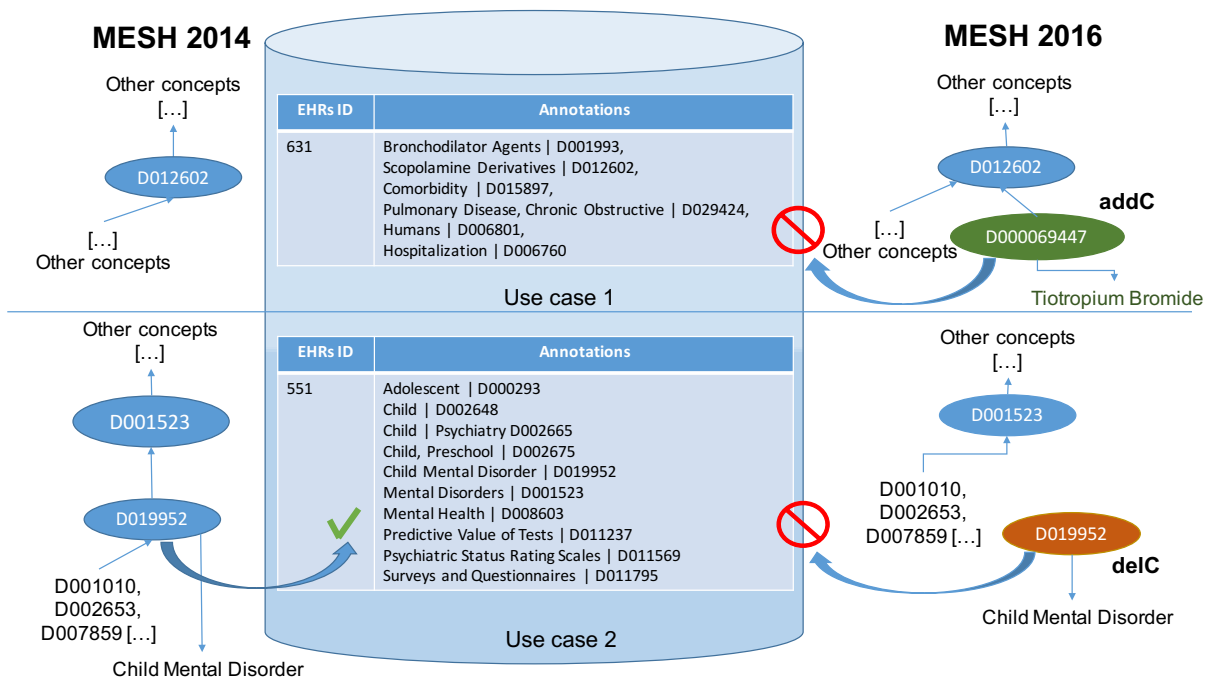 MESH 2014
MESH 2016
Other concepts
[…]
D012602
[…]
Other concepts
EHRs ID
Annotations
631
Bronchodilator Agents | D001993,
Scopolamine Derivatives | D012602,
Comorbidity | D015897,
Pulmonary Disease, Chronic Obstructive | D029424,
Humans | D006801,
Hospitalization | D006760
Use case 1
Other concepts
[…]
D012602
addC
[…]
Other concepts
D000069447
Tiotropium Bromide
Other concepts
[…]
D001523
D019952
D001010,
D002653,
D007859 […]
Child Mental Disorder
EHRs ID
Annotations
551
Adolescent | D000293
Child | D002648
Child | Psychiatry D002665
Child, Preschool | D002675
Child Mental Disorder | D019952
Mental Disorders | D001523
Mental Health | D008603
Predictive Value of Tests | D011237
Psychiatric Status Rating Scales | D011569
Surveys and Questionnaires | D011795
Use case 2
Other concepts
[…]
D001523
D001010,
D002653,
D007859 […]
D019952
delC
Child Mental Disorder